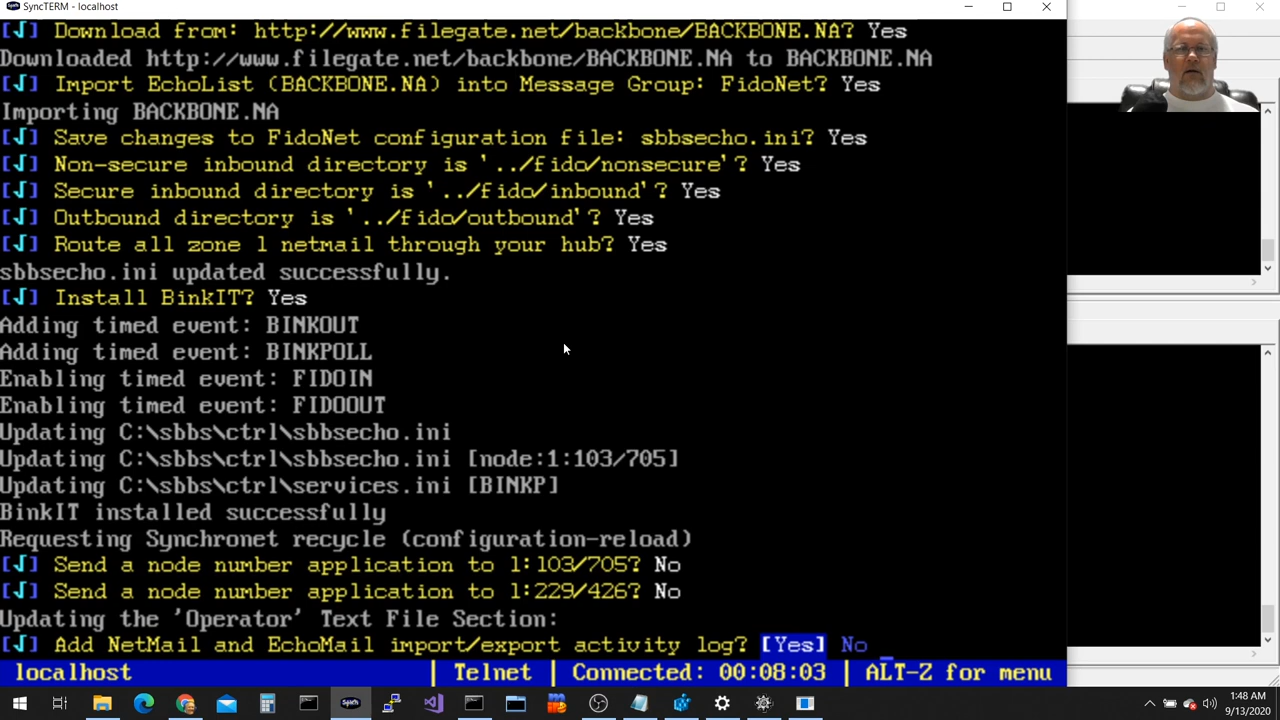 SyncTERM - localhost
[√] Download from: http://www.filegate.net/backbone/BACKBONE.NA? Yes
Downloaded http://www.filegate.net/backbone/BACKBONE.NA to BACKBONE.NA
[√] Import EchoList (BACKBONE.NA) into Message Group: FidoNet? Yes
Importing BACKBONE.NA
[√] Save changes to FidoNet configuration file: sbbsecho.ini? Yes
[√] Non-secure inbound directory is '../fido/nonsecure'? Yes
[√] Secure inbound directory is '../fido/inbound'? Yes
[√] Outbound directory is '../fido/outbound'? Yes
[√] Route all zone 1 netmail through your hub? Yes
sbbsecho.ini updated successfully.
[√] Install BinkIT? Yes
Adding timed event: BINKOUT
Adding timed event: BINKPOLL
Enabling timed event: FIDOIN
Enabling timed event: FIDOOUT
Updating C:\sbbs\ctrl\sbbsecho.ini
Updating C:\sbbs\ctrl\sbbsecho.ini [node:1:103/705]
Updating C:\sbbs\ctrl\services.ini [BINKP]
BinkIT installed successfully
Requesting Synchronet recycle (configuration-reload)
[√] Send a node number application to 1:103/705? No
[√] Send a node number application to 1:229/426? No
Updating the 'Operator' Text File Section:
[√] Add NetMail and EchoMail import/export activity log? [Yes] No
localhost | Telnet | Connected: 00:08:03 | ALT-Z for menu
1:48 AM
9/13/2020